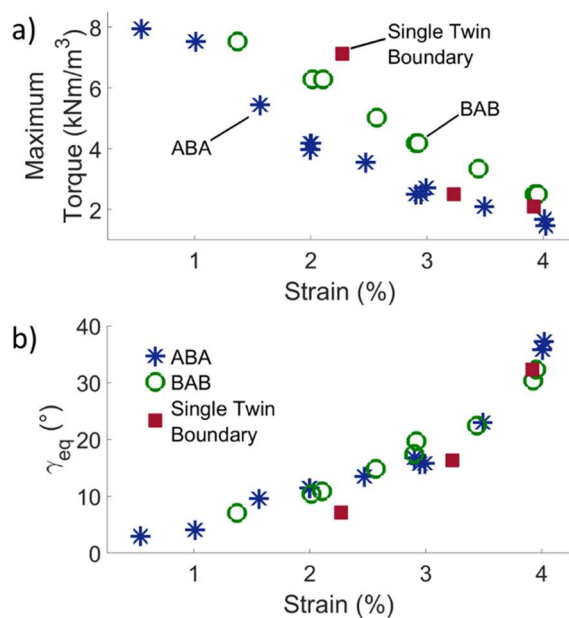 a)
Maximum
Torque (kNm/m³)
8
6
4
2
Single Twin
Boundary
ABA
BAB
1 2 3 4
Strain (%)
b)
γeq (°)
40
30
20
10
0
ABA
BAB
Single Twin
Boundary
1 2 3 4
Strain (%)